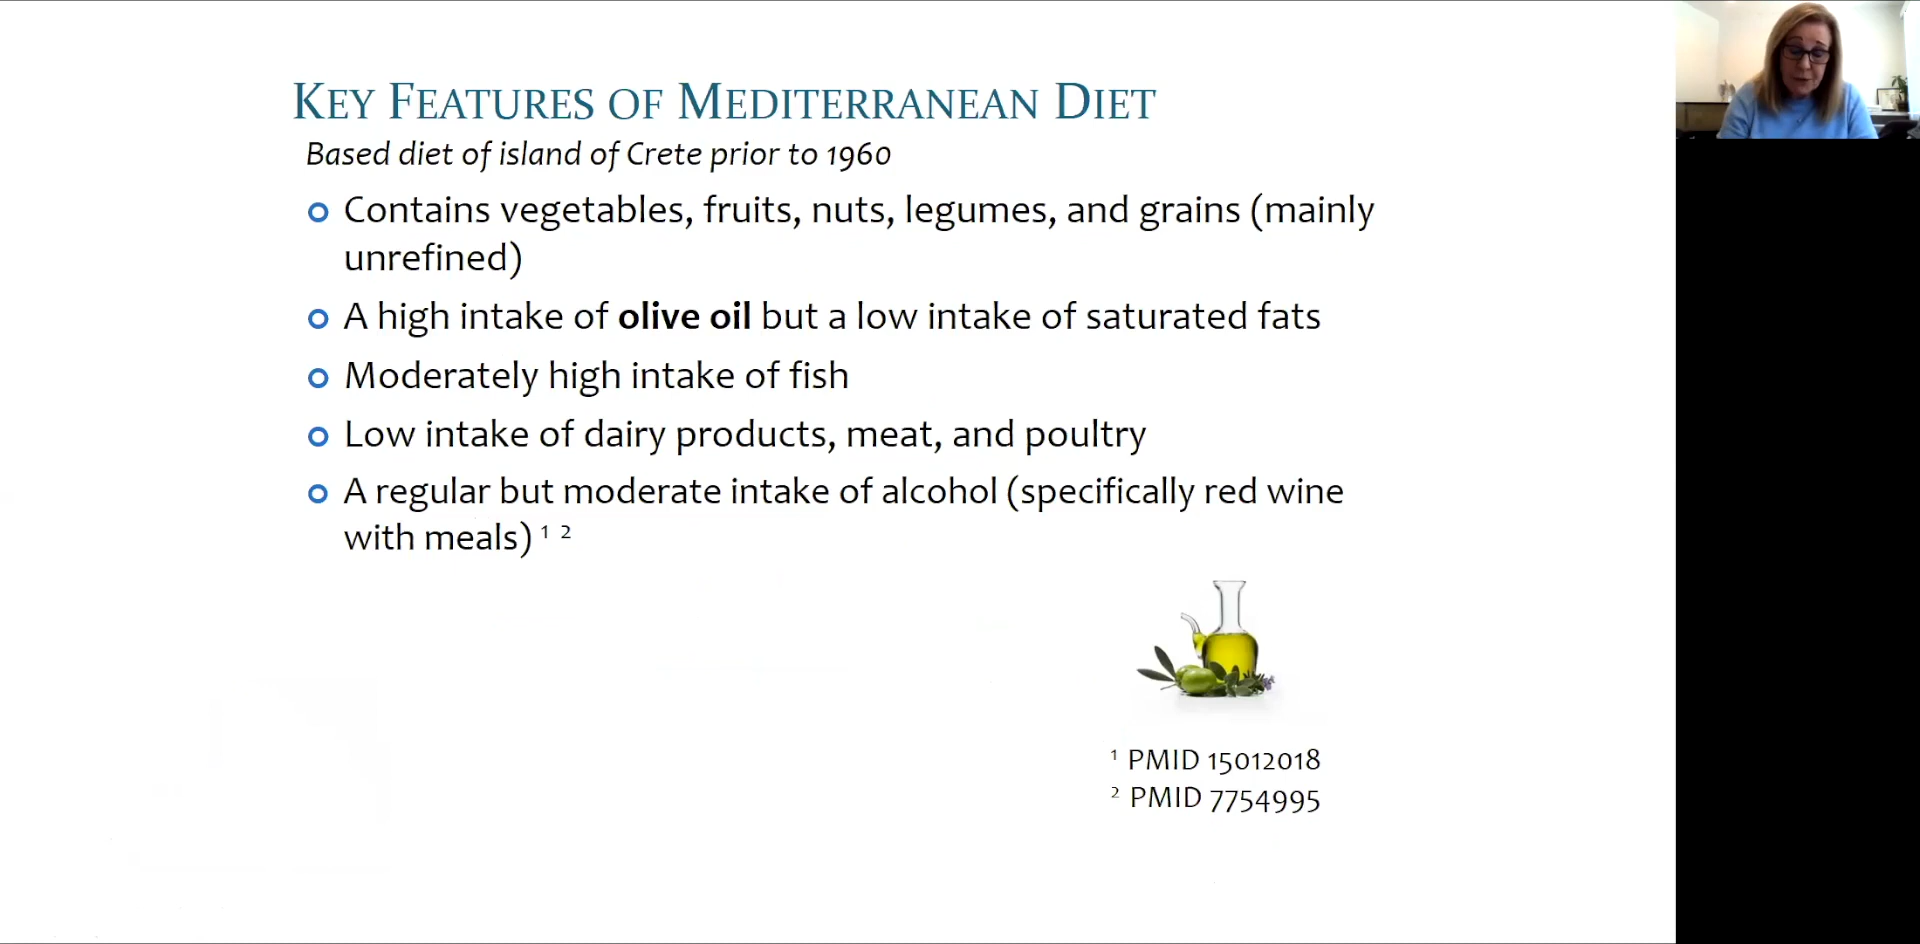 KEY FEATURES OF MEDITERRANEAN DIET
Based diet of island of Crete prior to 1960
Contains vegetables, fruits, nuts, legumes, and grains (mainly
unrefined)
A high intake of olive oil but a low intake of saturated fats
Moderately high intake of fish
Low intake of dairy products, meat, and poultry
A regular but moderate intake of alcohol (specifically red wine
with meals) ¹ ²
¹ PMID 15012018
² PMID 7754995